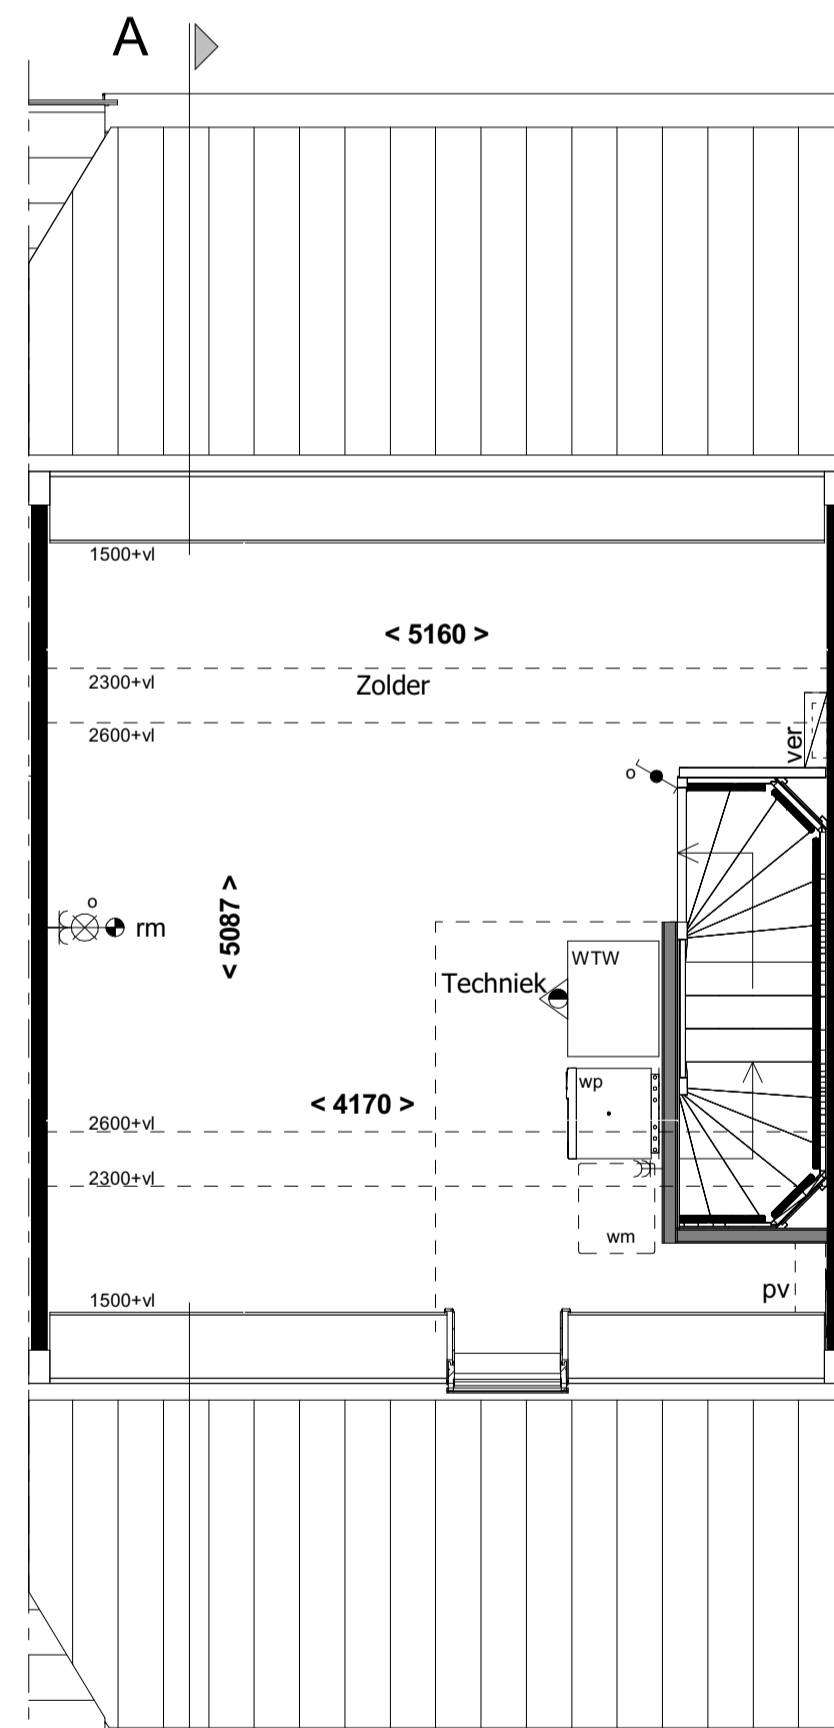 A
1500+vl
< 5160 >
2300+vl
Zolder
2600+vl
ver
o
o
rm
< 5087 >
WTW
Techniek
wp
< 4170 >
2600+vl
2300+vl
wm
pv
1500+vl